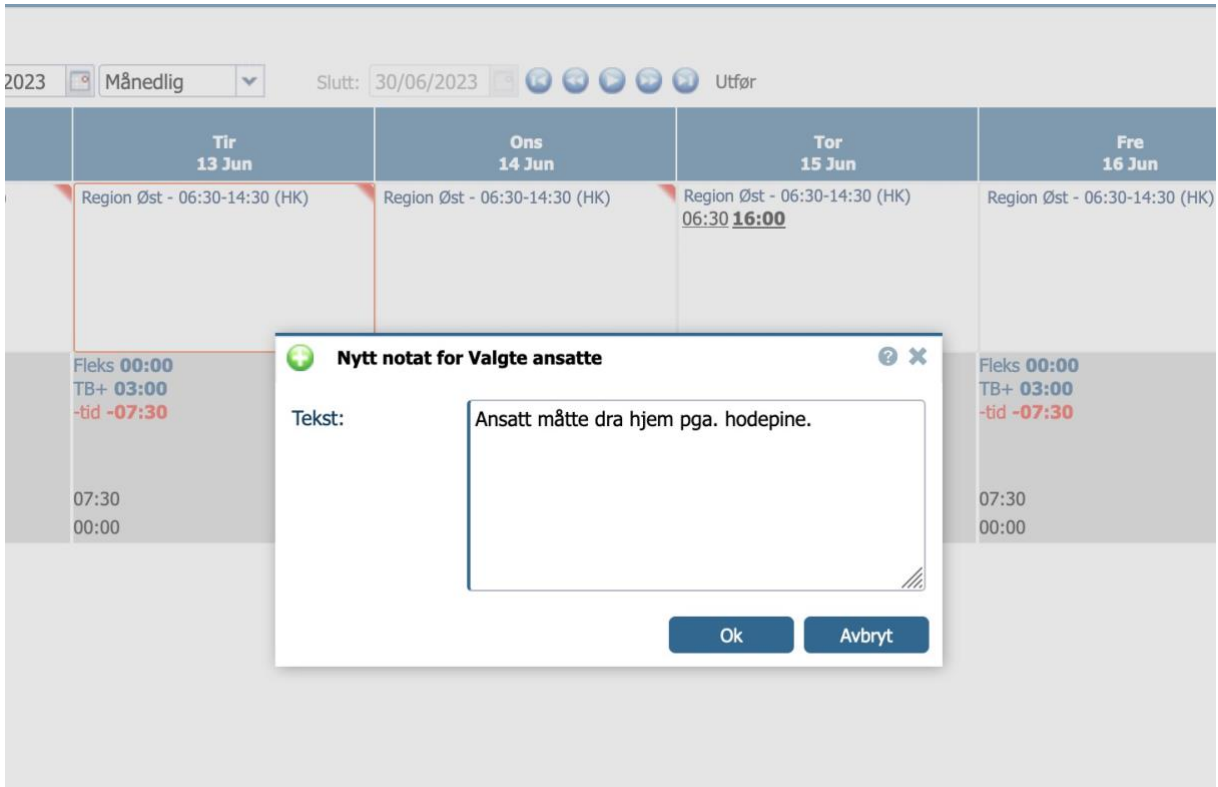 2023 Månedlig Slutt: 30/06/2023 Utfør
Tir Ons Tor Fre
13 Jun 14 Jun 15 Jun 16 Jun
Region Øst - 06:30-14:30 (HK) Region Øst - 06:30-14:30 (HK) Region Øst - 06:30-14:30 (HK) Region Øst - 06:30-14:30 (HK)
06:30 16:00
Nytt notat for Valgte ansatte
Fleks 00:00 Fleks 00:00
TB+ 03:00 TB+ 03:00
-tid -07:30 -tid -07:30
Tekst: Ansatt måtte dra hjem pga. hodepine.
07:30 07:30
00:00 00:00
Ok Avbryt